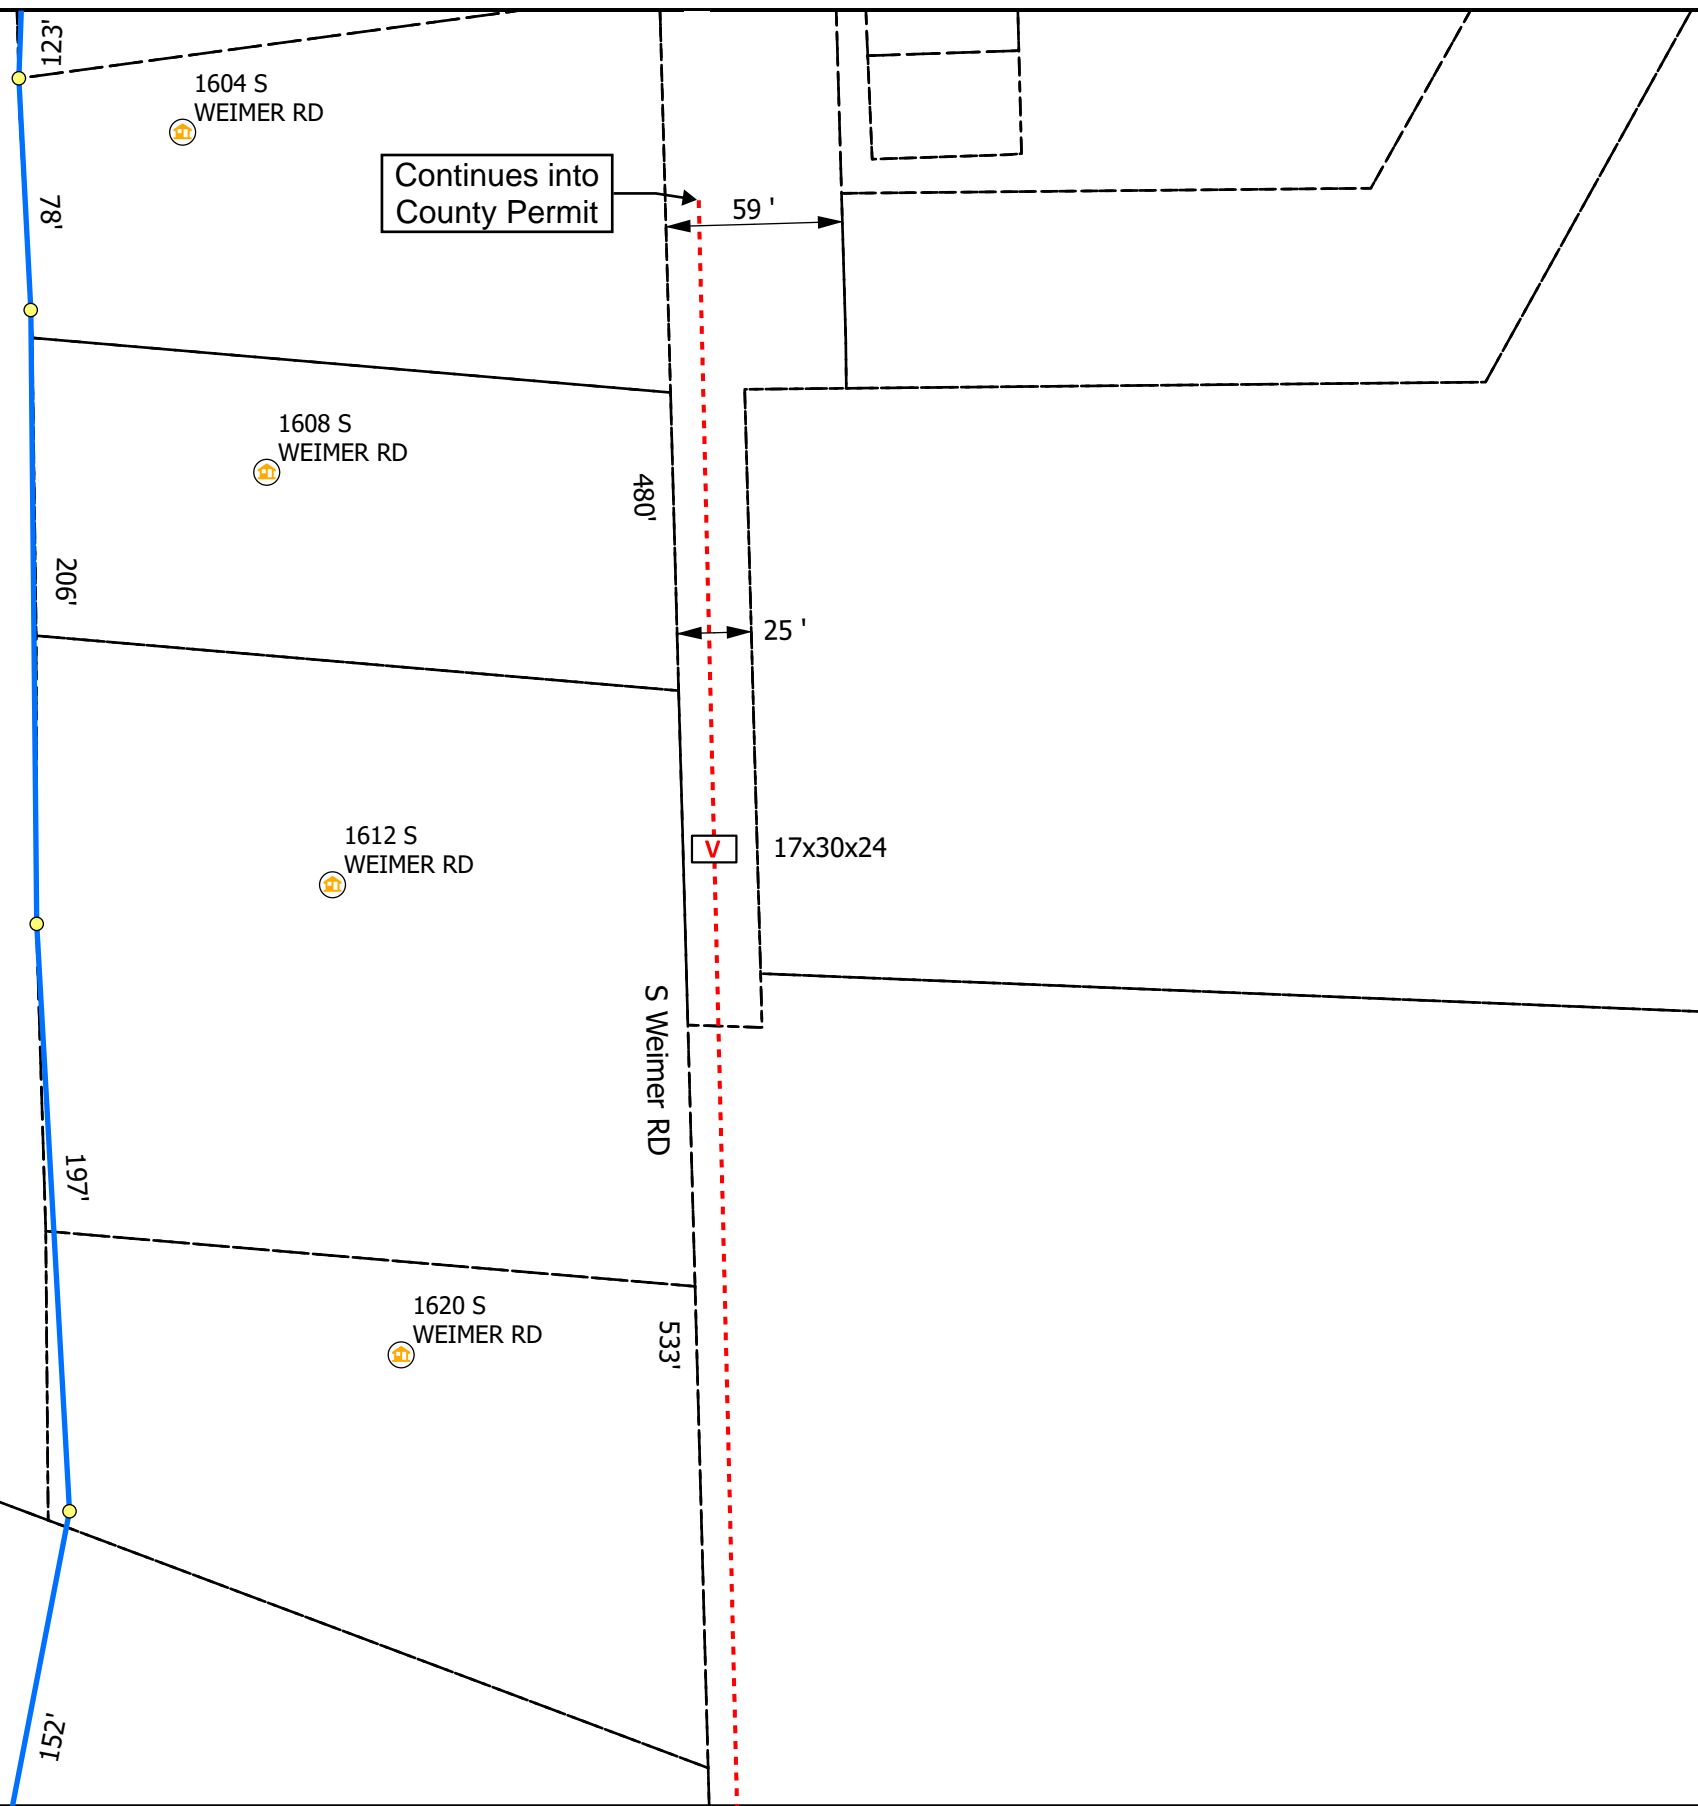 123'
1604 S
WEIMER RD
Continues into
County Permit
59 '
78'
1608 S
WEIMER RD
480'
206'
25 '
1612 S
WEIMER RD
V
17x30x24
S Weimer RD
197'
1620 S
WEIMER RD
533'
152'